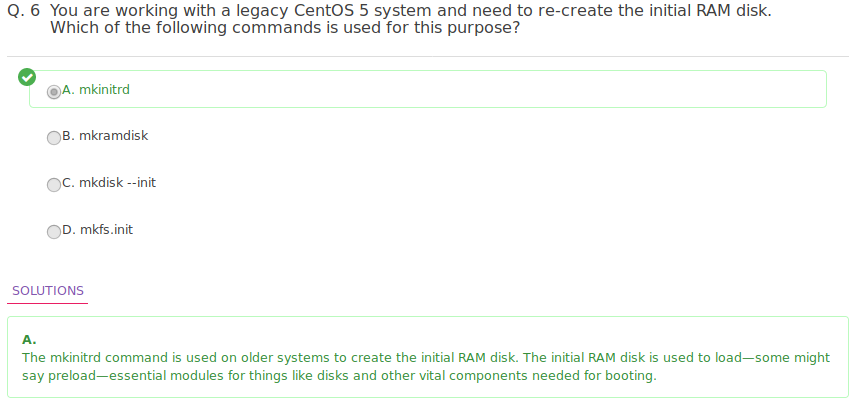 Q. 6 You are working with a legacy CentOS 5 system and need to re-create the initial RAM disk.
Which of the following commands is used for this purpose?
A. mkinitrd
B. mkramdisk
C. mkdisk --init
D. mkfs.init
SOLUTIONS
A.
The mkinitrd command is used on older systems to create the initial RAM disk. The initial RAM disk is used to load—some might
say preload—essential modules for things like disks and other vital components needed for booting.